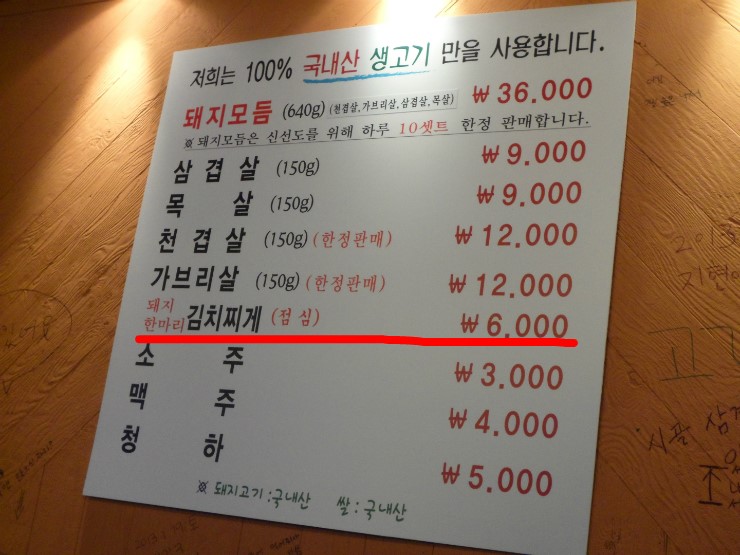 저희는 100% 국내산 생고기 만을 사용합니다.
돼지모듬 (640g) (천겹살,가브리살,삼겹살,목살) ₩ 36.000
※ 돼지모듬은 신선도를 위해 하루 10셋트 한정 판매합니다.
삼겹살 (150g) ₩ 9.000
목살 (150g) ₩ 9.000
천겹살 (150g) (한정판매) ₩ 12.000
가브리살 (150g) (한정판매) ₩ 12.000
돼지한마리 김치찌게 (점심) ₩ 6.000
소주 ₩ 3.000
맥주 ₩ 4.000
청하 ₩ 5.000
※ 돼지고기:국내산 쌀:국내산
2013